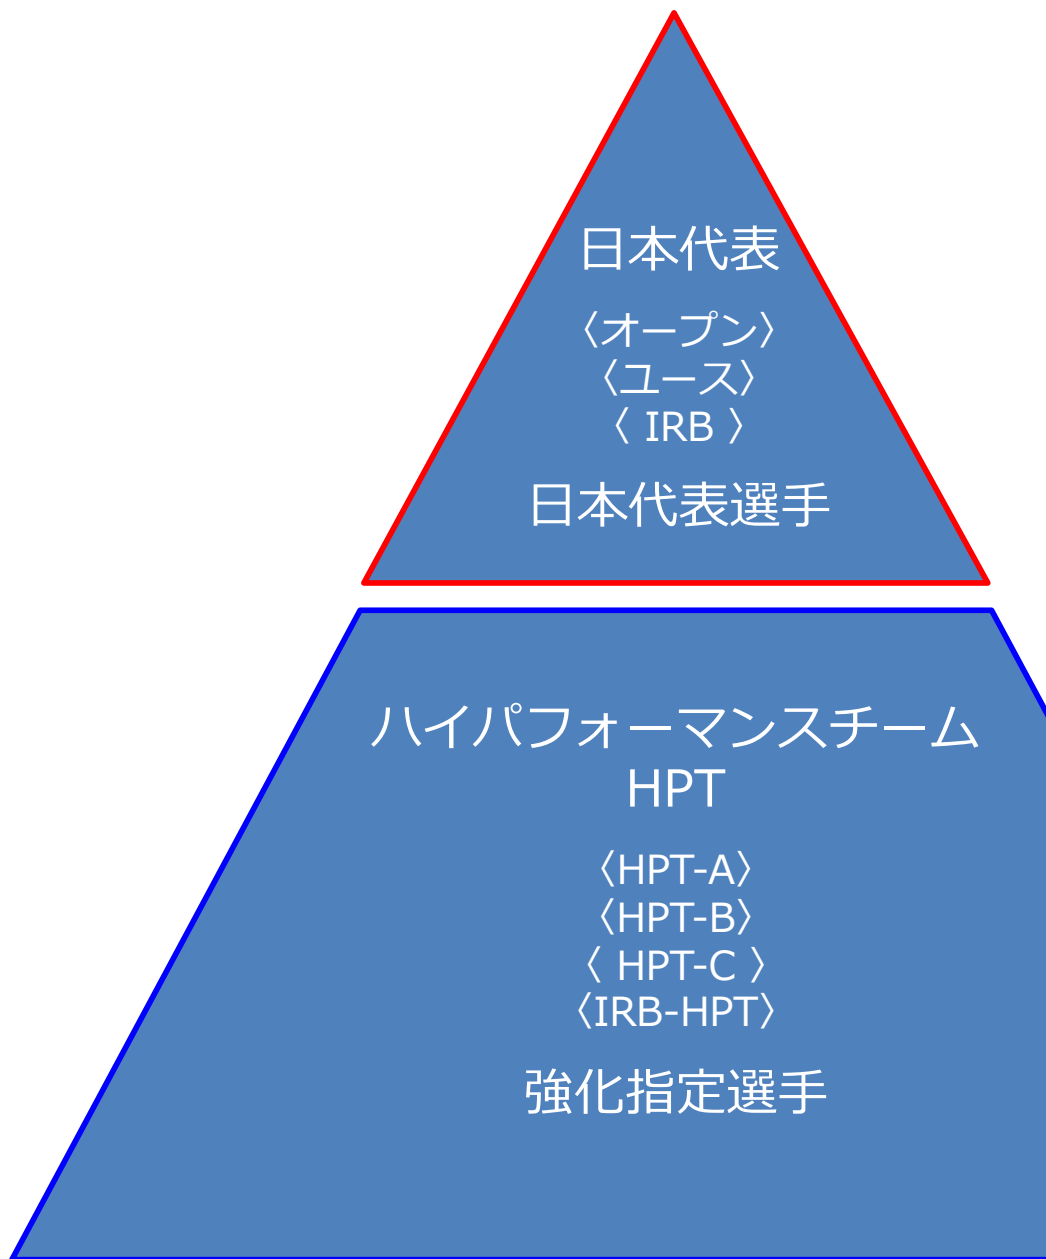 日本代表
〈オープン〉
〈ユース〉
〈 IRB 〉
日本代表選手
ハイパフォーマンスチーム
HPT
〈HPT-A〉
〈HPT-B〉
〈 HPT-C 〉
〈IRB-HPT〉
強化指定選手